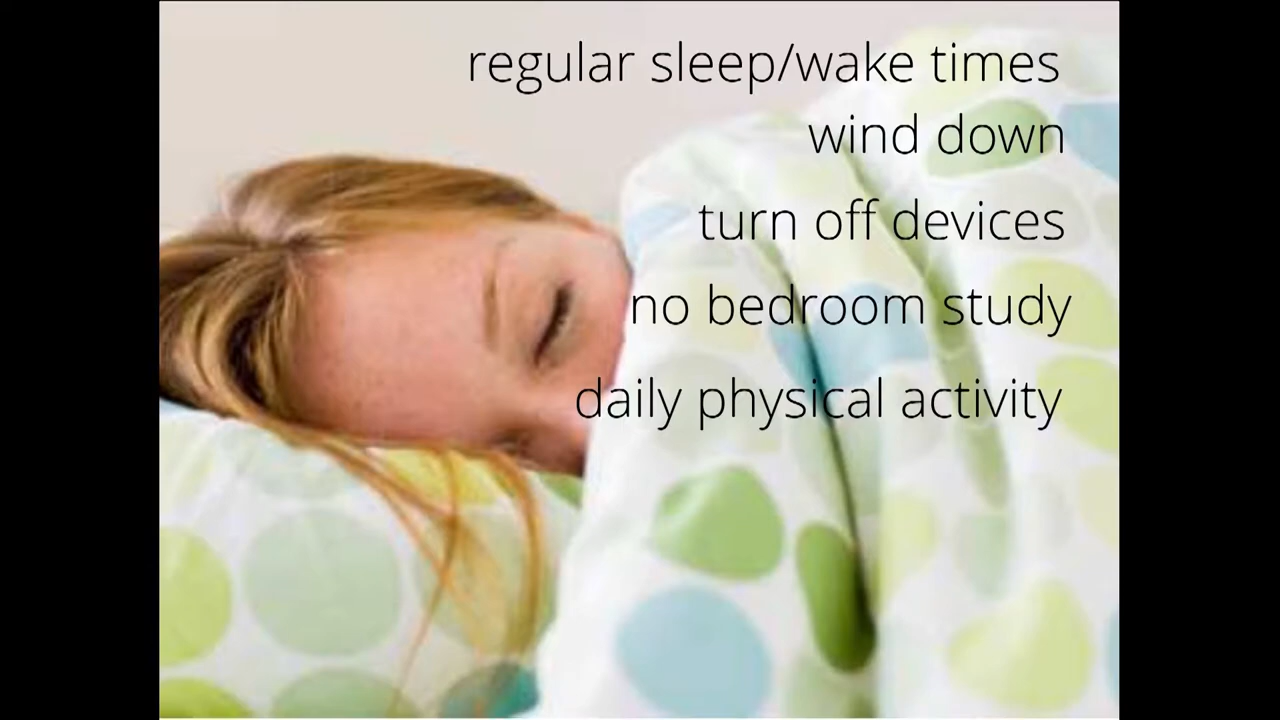 regular sleep/wake times
wind down
turn off devices
no bedroom study
daily physical activity